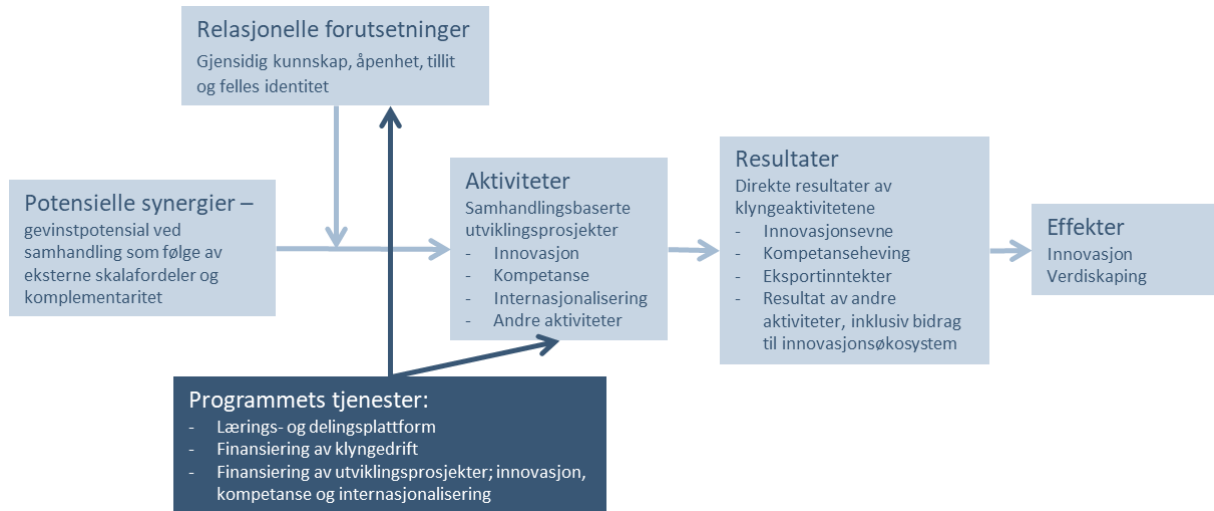 Relasjonelle forutsetninger
Gjensidig kunnskap, åpenhet, tillit
og felles identitet
Potensielle synergier –
gevinstpotensial ved
samhandling som følge av
eksterne skalafordeler og
komplementaritet
Aktiviteter
Samhandlingsbaserte
utviklingsprosjekter
- Innovasjon
- Kompetanse
- Internasjonalisering
- Andre aktiviteter
Resultater
Direkte resultater av
klyngeaktivitetene
- Innovasjonsevne
- Kompetanseheving
- Eksportinntekter
- Resultat av andre
aktiviteter, inklusiv bidrag
til innovasjonsøkosystem
Effekter
Innovasjon
Verdiskaping
Programmets tjenester:
- Lærings- og delingsplattform
- Finansiering av klyngedrift
- Finansiering av utviklingsprosjekter; innovasjon,
kompetanse og internasjonalisering